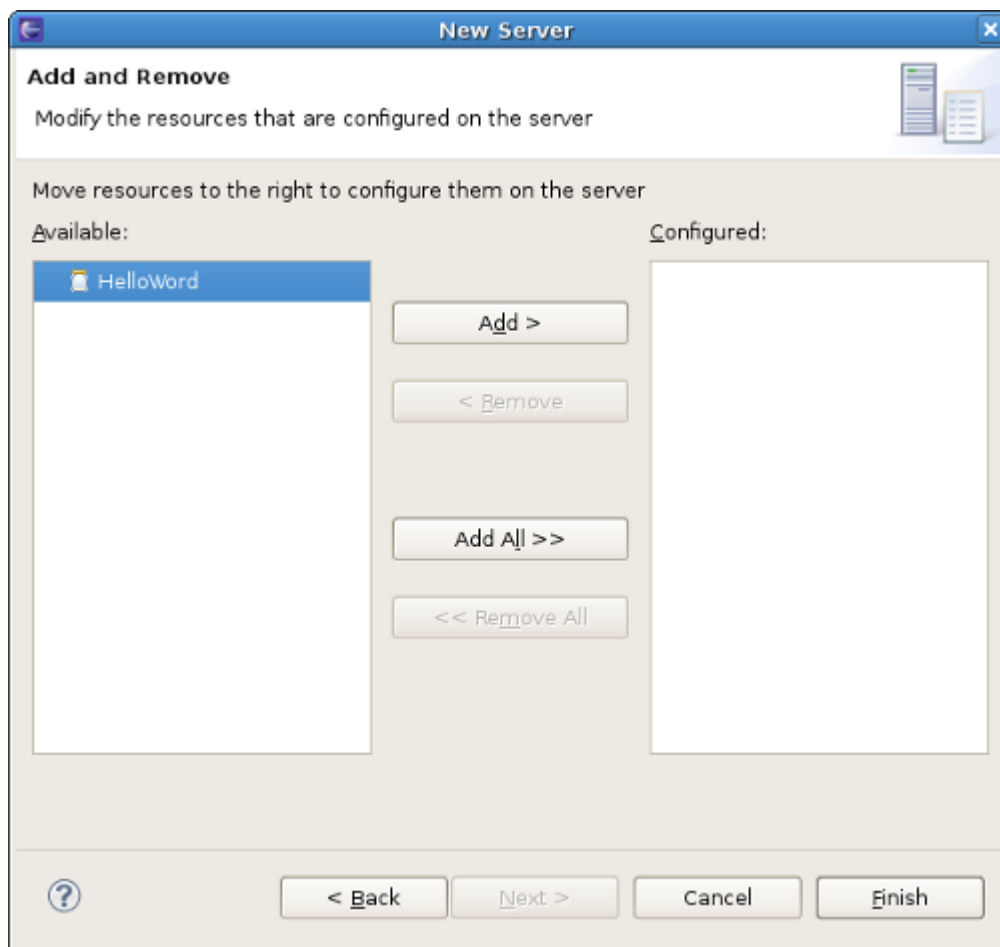 New Server
Add and Remove
Modify the resources that are configured on the server
Move resources to the right to configure them on the server
Available:
Configured:
HelloWord
Add >
< Remove
Add All >>
<< Remove All
?
< Back
Next >
Cancel
Finish